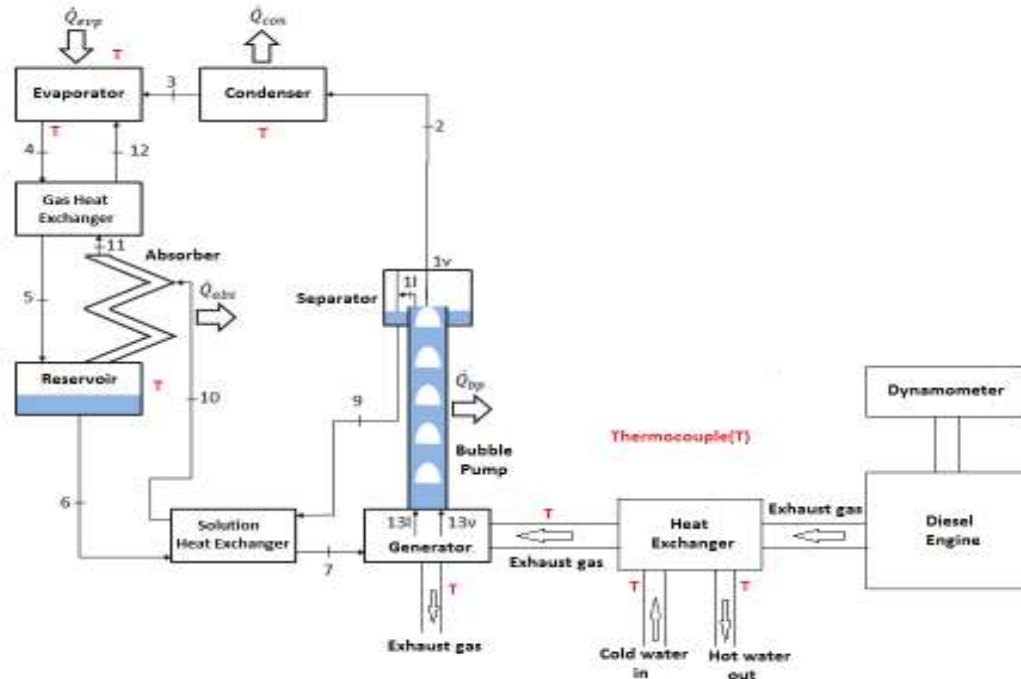 Q̇evp
Q̇con
T
Evaporator
3
Condenser
T
T
2
4
12
Gas Heat
Exchanger
11
Absorber
1v
1l
Separator
5
Q̇abs
Reservoir
T
10
9
Q̇bp
Bubble
Pump
Dynamometer
Thermocouple(T)
6
Solution
Heat Exchanger
7
13l
13v
Generator
T
Exhaust gas
Heat
Exchanger
Exhaust gas
Diesel
Engine
T
T
T
Exhaust gas
Cold water
in
Hot water
out